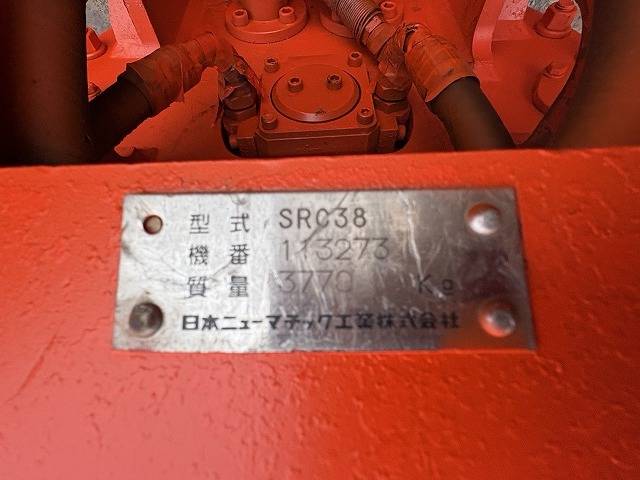 型式 SRC38
機番 113273
質量 3770 Kg
日本ニューマチック工業株式会社